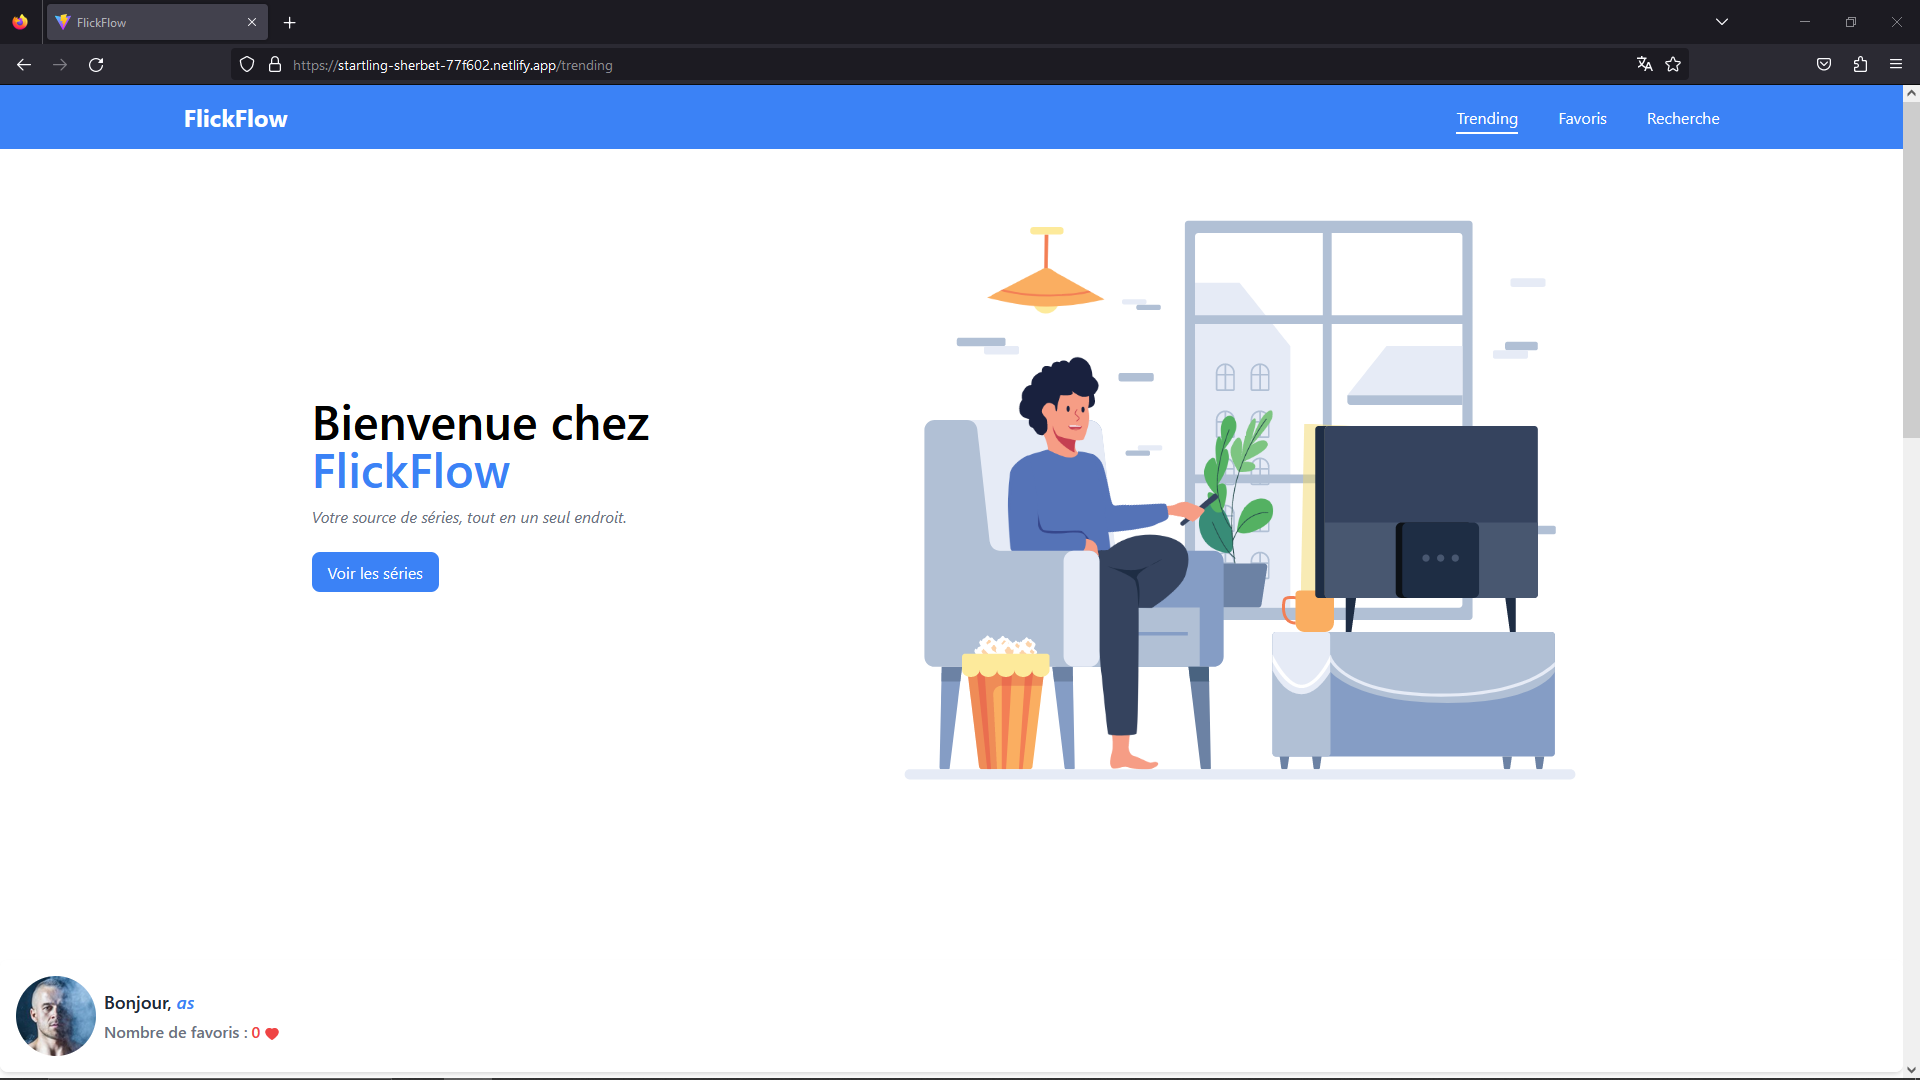 FlickFlow
https://startling-sherbet-77f602.netlify.app/trending
FlickFlow
Trending
Favoris
Recherche
Bienvenue chez
FlickFlow
Votre source de séries, tout en un seul endroit.
Voir les séries
Bonjour, as
Nombre de favoris : 0